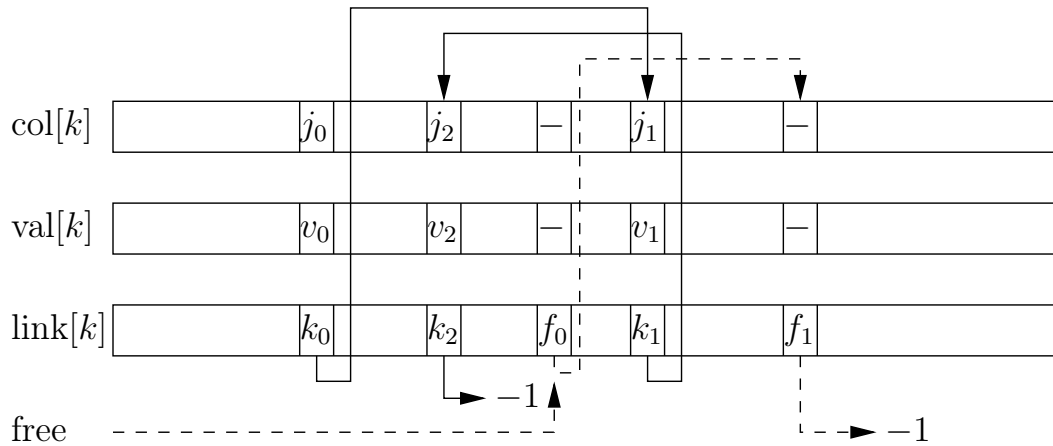 col[k] j₀ j₂ − j₁ −
val[k] v₀ v₂ − v₁ −
link[k] k₀ k₂ f₀ k₁ f₁
−1
free −1